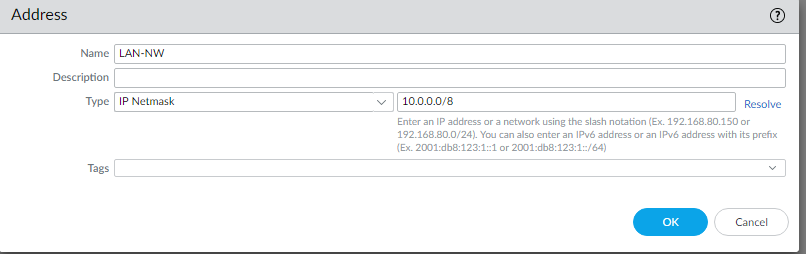 Address
Name LAN-NW
Description
Type IP Netmask 10.0.0.0/8 Resolve
Enter an IP address or a network using the slash notation (Ex. 192.168.80.150 or
192.168.80.0/24). You can also enter an IPv6 address or an IPv6 address with its prefix
(Ex. 2001:db8:123:1::1 or 2001:db8:123:1::/64)
Tags
OK Cancel